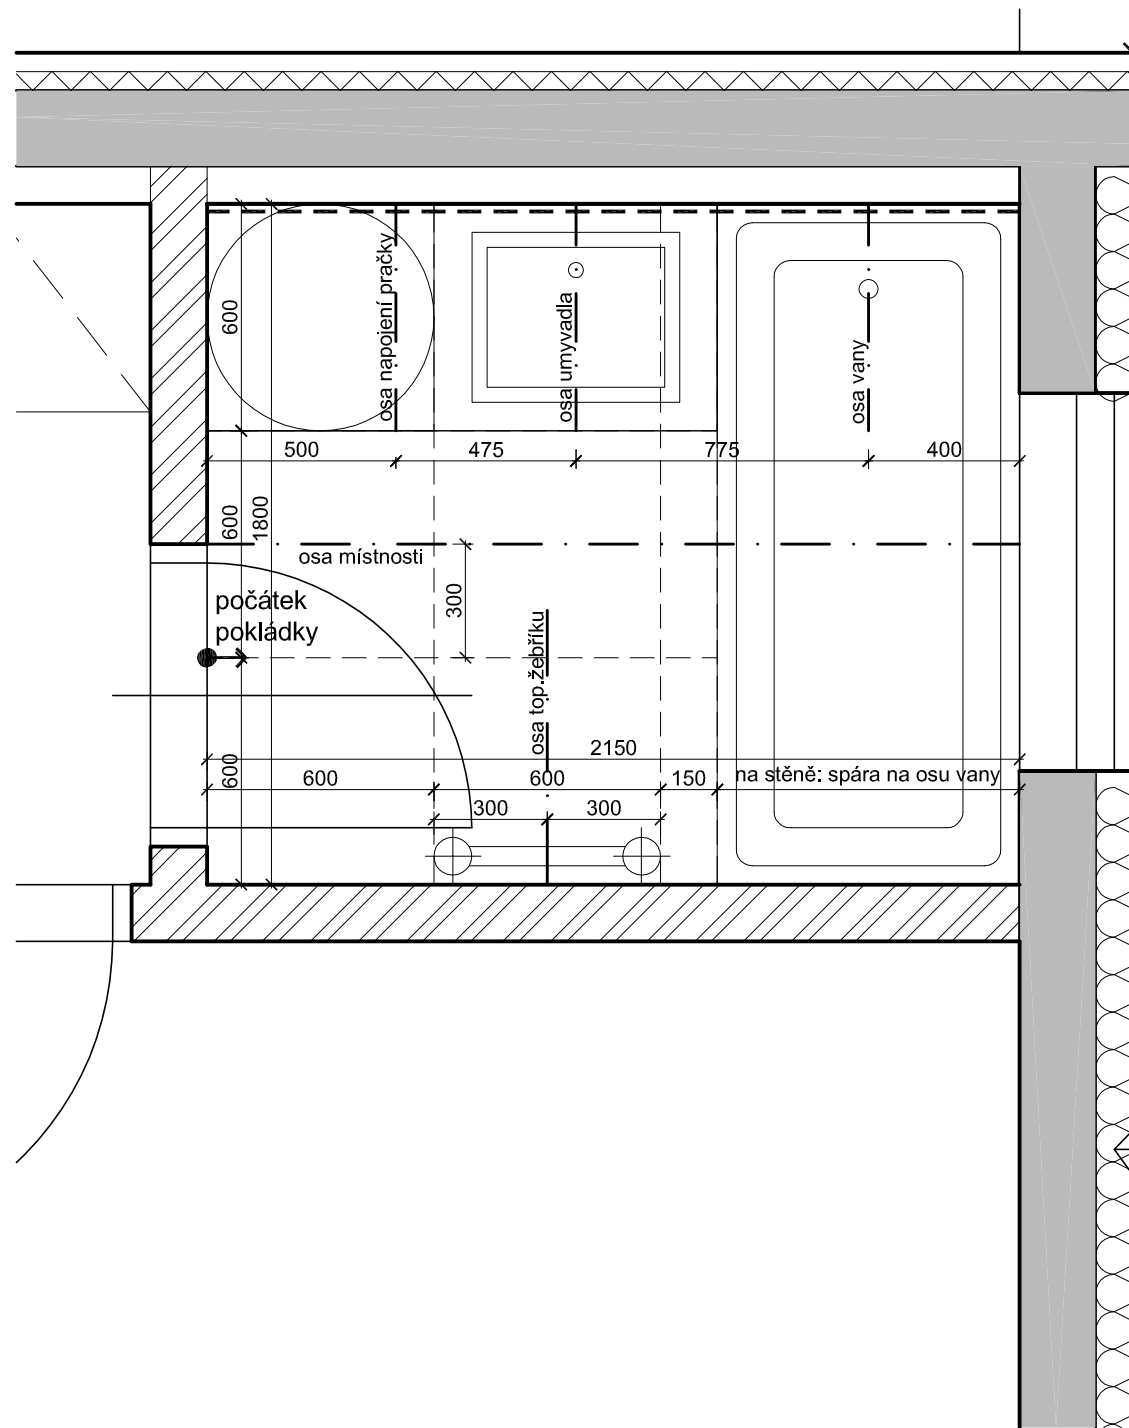 osa napojení pračky
osa umyvadla
osa vany
600
500
475
775
400
600
1800
osa místnosti
300
počátek
pokládky
osa top.žebříku
2150
600
600
600
150
na stěně: spára na osu vany
300
300